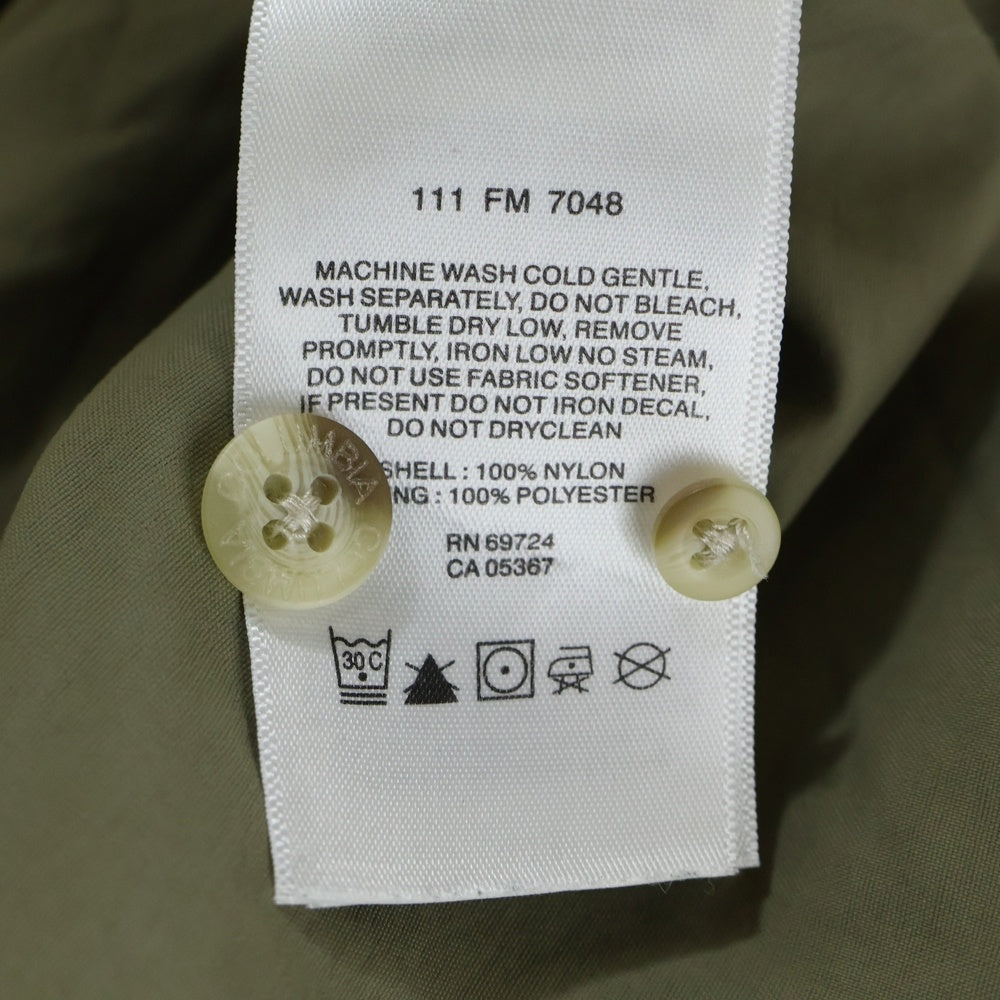 111 FM 7048
MACHINE WASH COLD GENTLE,
WASH SEPARATELY, DO NOT BLEACH,
TUMBLE DRY LOW, REMOVE
PROMPTLY, IRON LOW NO STEAM,
DO NOT USE FABRIC SOFTENER,
IF PRESENT DO NOT IRON DECAL,
DO NOT DRYCLEAN
SHELL : 100% NYLON
NG : 100% POLYESTER
RN 69724
CA 05367
30 C